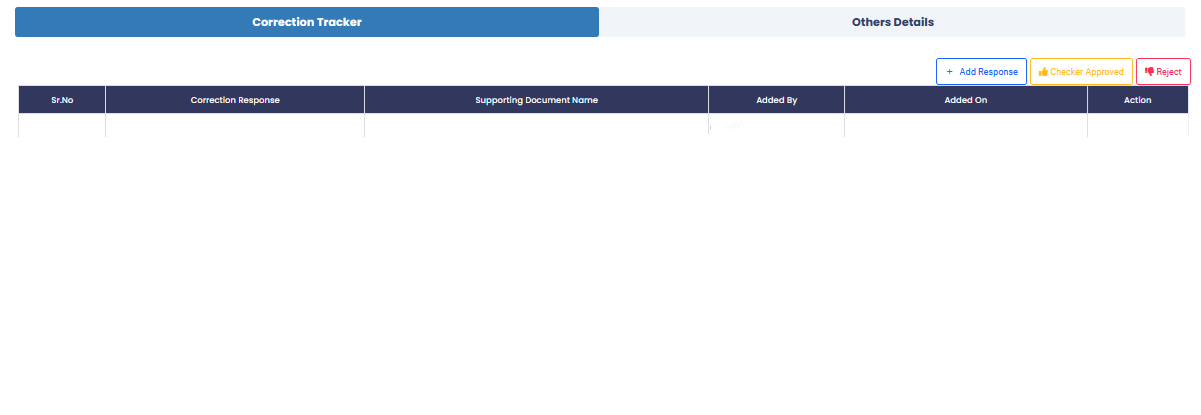 Correction Tracker Others Details
+ Add Response Checker Approved Reject
Sr.No Correction Response Supporting Document Name Added By Added On Action